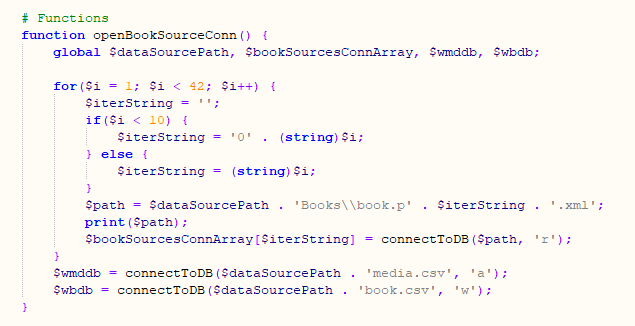 # Functions
function openBookSourceConn() {
global $dataSourcePath, $bookSourcesConnArray, $wmddb, $wbdb;
for($i = 1; $i < 42; $i++) {
$iterString = '';
if($i < 10) {
$iterString = '0' . (string)$i;
} else {
$iterString = (string)$i;
}
$path = $dataSourcePath . 'Books\\book.p' . $iterString . '.xml';
print($path);
$bookSourcesConnArray[$iterString] = connectToDB($path, 'r');
}
$wmddb = connectToDB($dataSourcePath . 'media.csv', 'a');
$wbdb = connectToDB($dataSourcePath . 'book.csv', 'w');
}